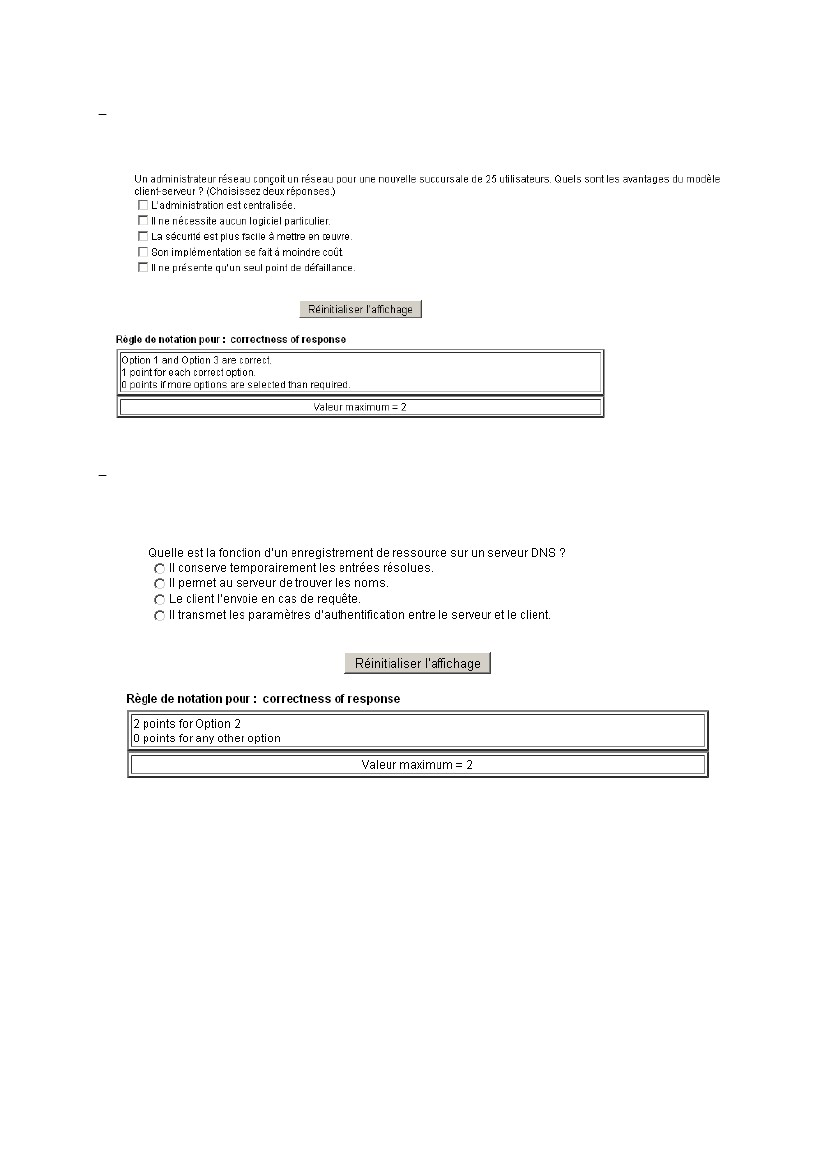 –
Un administrateur réseau conçoit un réseau pour une nouvelle succursale de 25 utilisateurs. Quels sont les avantages du modèle
client-serveur ? (Choisissez deux réponses.)
L'administration est centralisée.
Il ne nécessite aucun logiciel particulier.
La sécurité est plus facile à mettre en œuvre.
Son implémentation se fait à moindre coût.
Il ne présente qu'un seul point de défaillance.
Réinitialiser l'affichage
Règle de notation pour : correctness of response
Option 1 and Option 3 are correct.
1 point for each correct option.
0 points if more options are selected than required.
Valeur maximum = 2
–
Quelle est la fonction d'un enregistrement de ressource sur un serveur DNS ?
Il conserve temporairement les entrées résolues.
Il permet au serveur de trouver les noms.
Le client l'envoie en cas de requête.
Il transmet les paramètres d'authentification entre le serveur et le client.
Réinitialiser l'affichage
Règle de notation pour : correctness of response
2 points for Option 2
0 points for any other option
Valeur maximum = 2